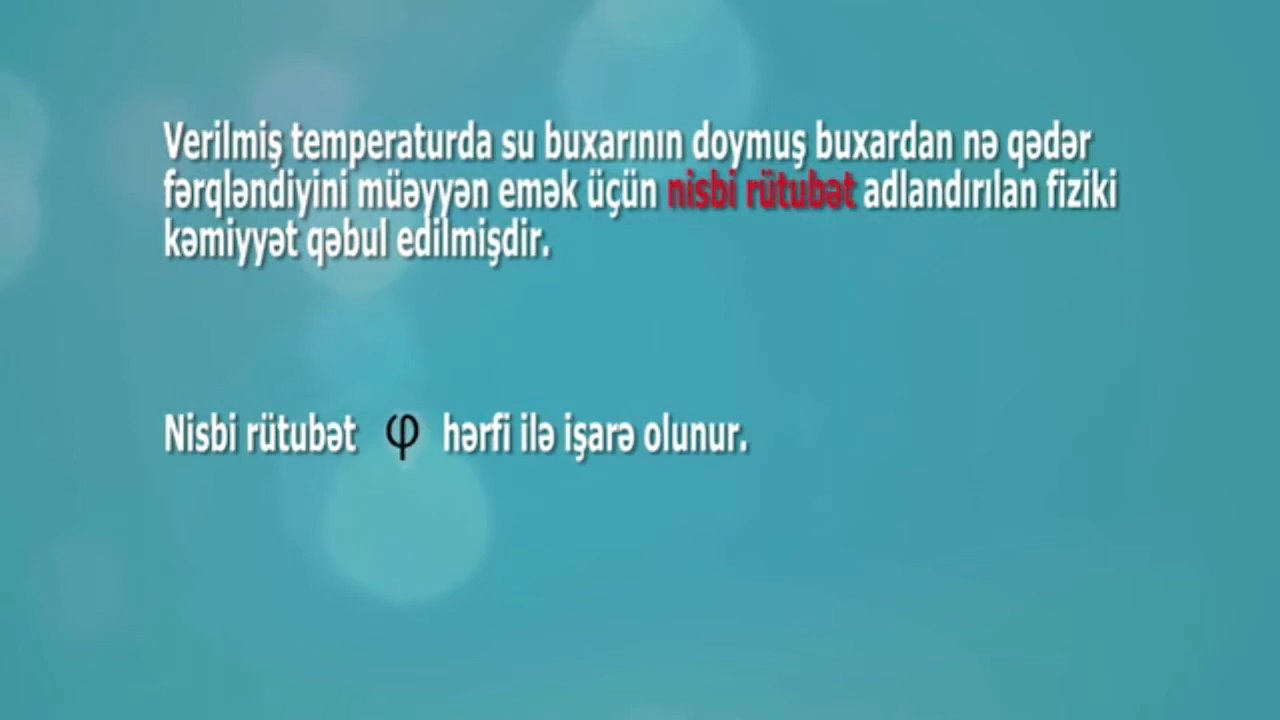 Verilmiş temperaturda su buxarının doymuş buxardan nə qədər
fərqləndiyini müəyyən emək üçün nisbi rütubət adlandırılan fiziki
kəmiyyət qəbul edilmişdir.
Nisbi rütubət φ hərfi ilə işarə olunur.